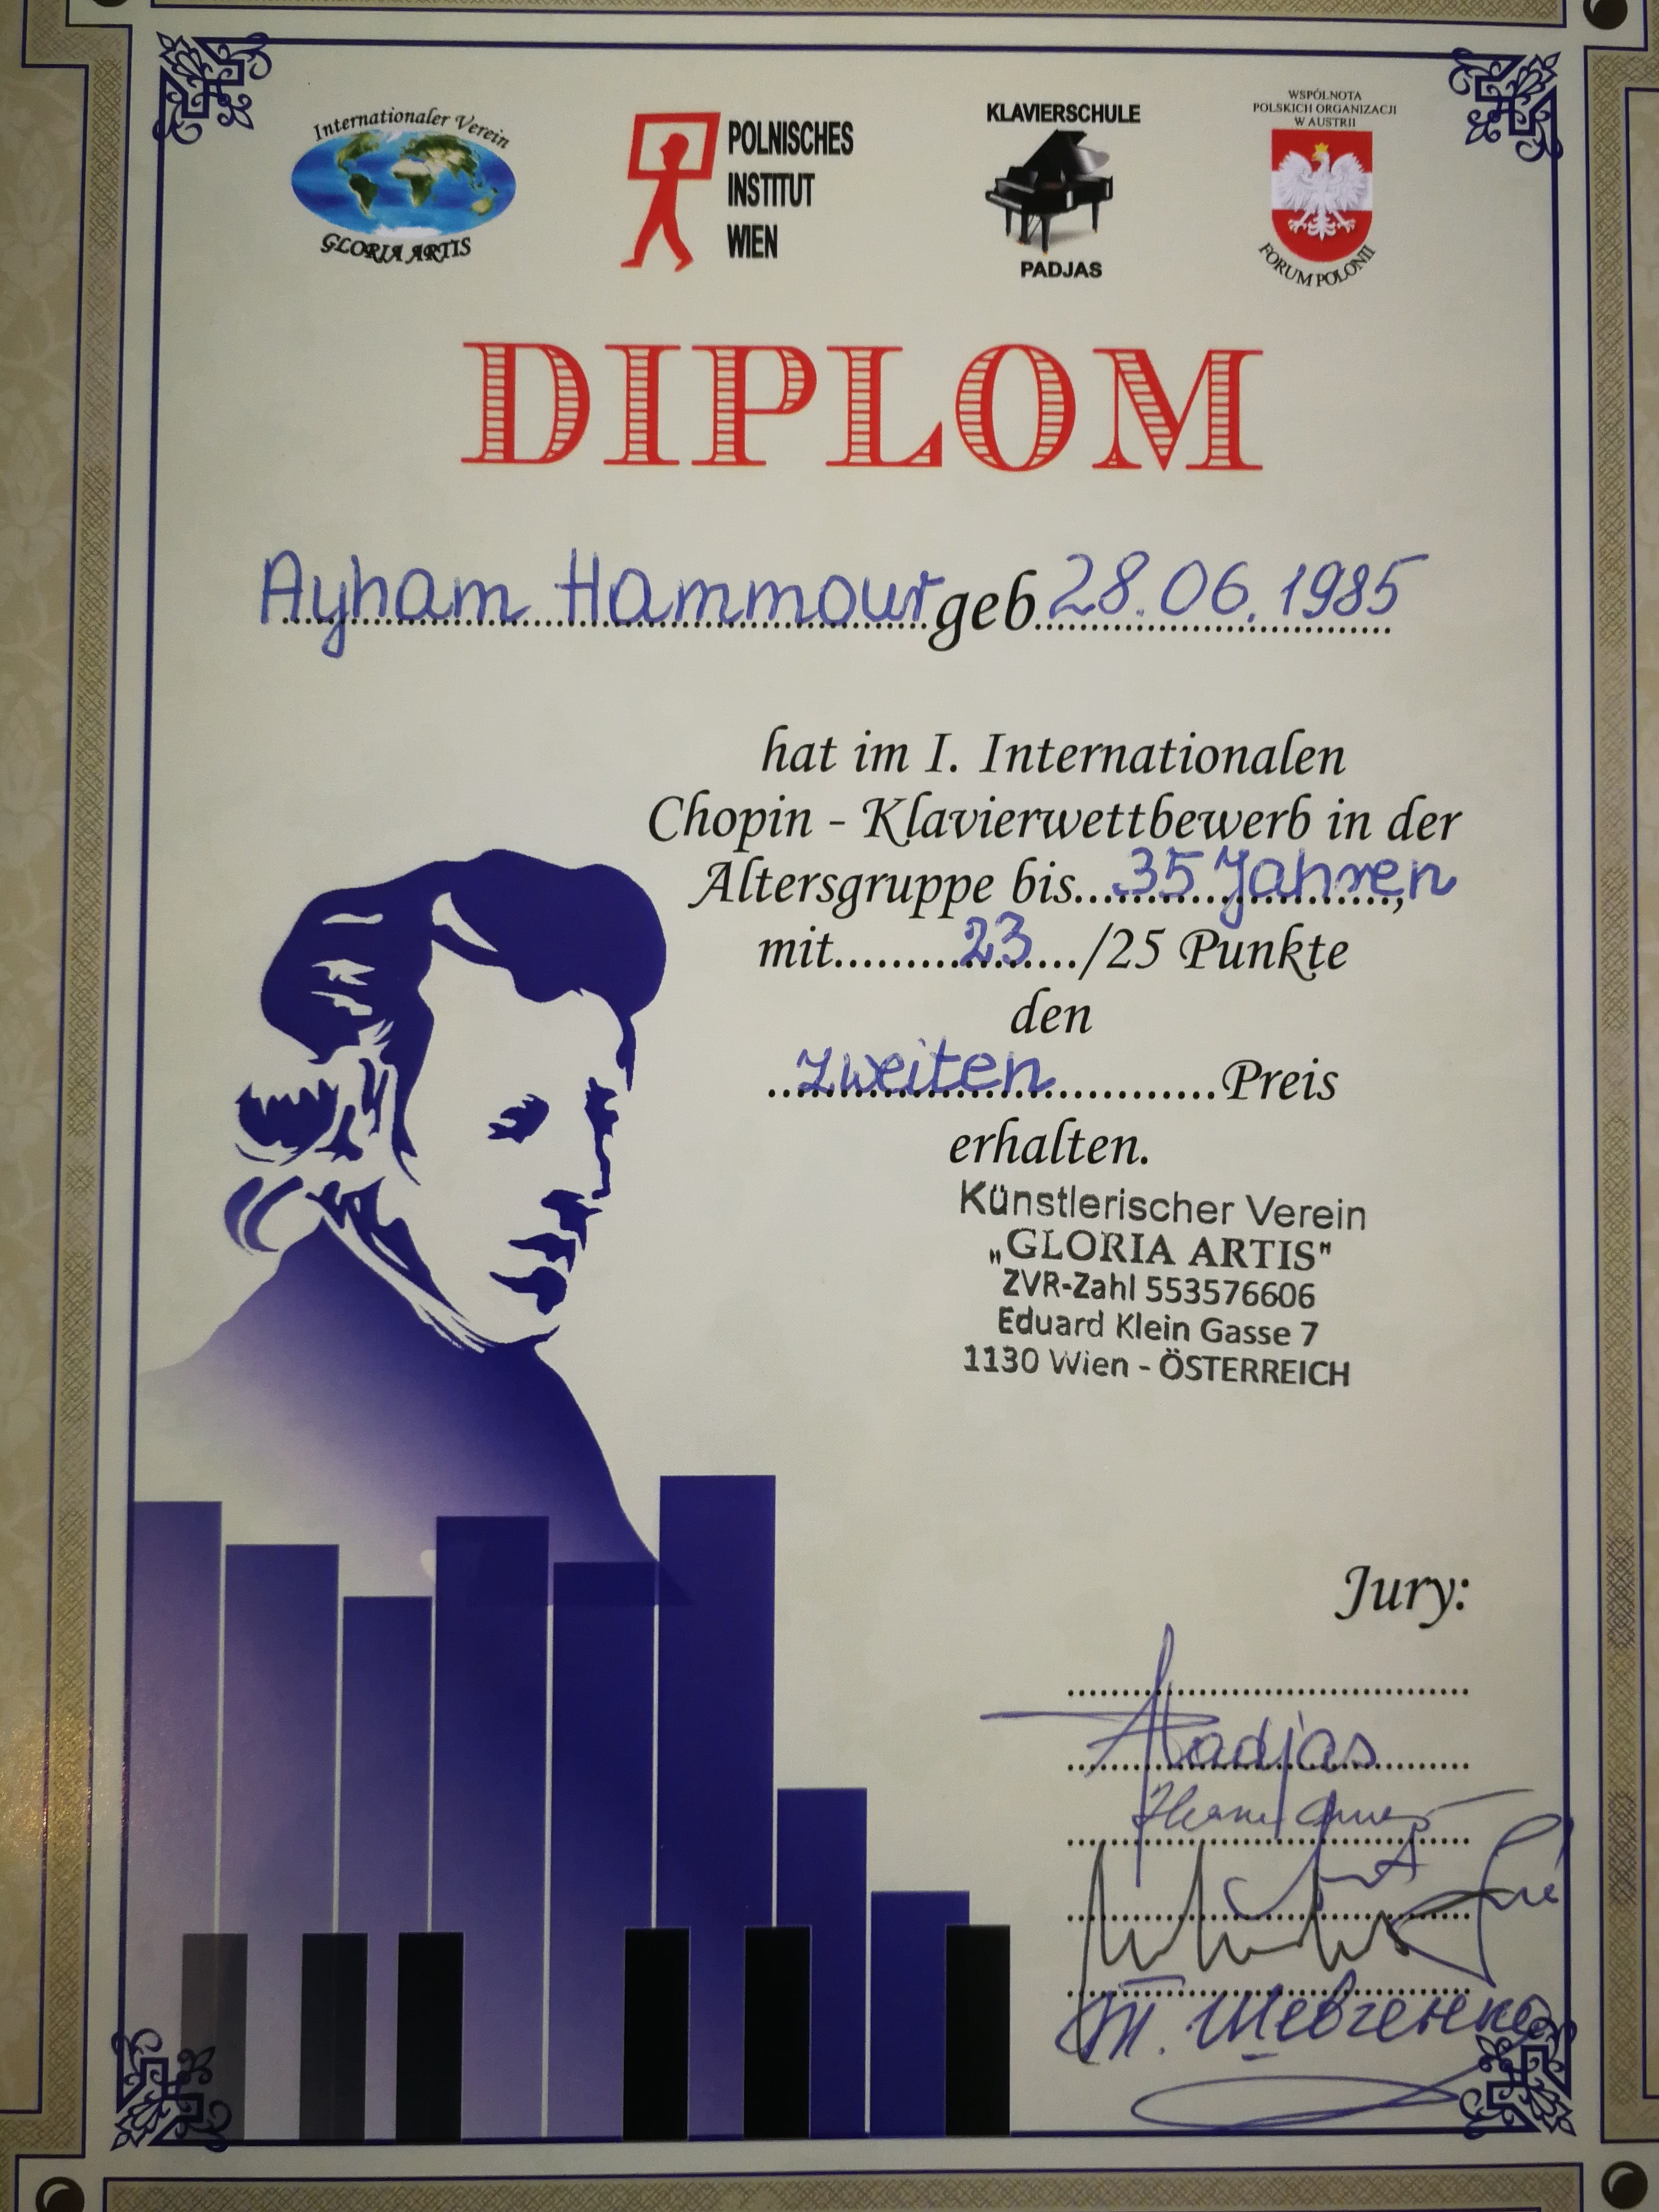 Internationaler Verein
GLORIA ARTIS
POLNISCHES
INSTITUT
WIEN
KLAVIERSCHULE
PADJAS
WSPÓLNOTA
POLSKICH ORGANIZACJI
W AUSTRII
FORUM POLONII
DIPLOM
Ayham Hammour geb 28.06.1985
hat im I. Internationalen
Chopin - Klavierwettbewerb in der
Altersgruppe bis 35 Jahren,
mit 23 /25 Punkte
den
zweiten Preis
erhalten.
Künstlerischer Verein
„GLORIA ARTIS"
ZVR-Zahl 553576606
Eduard Klein Gasse 7
1130 Wien - ÖSTERREICH
Jury:
Padjas
Т. Шевченко